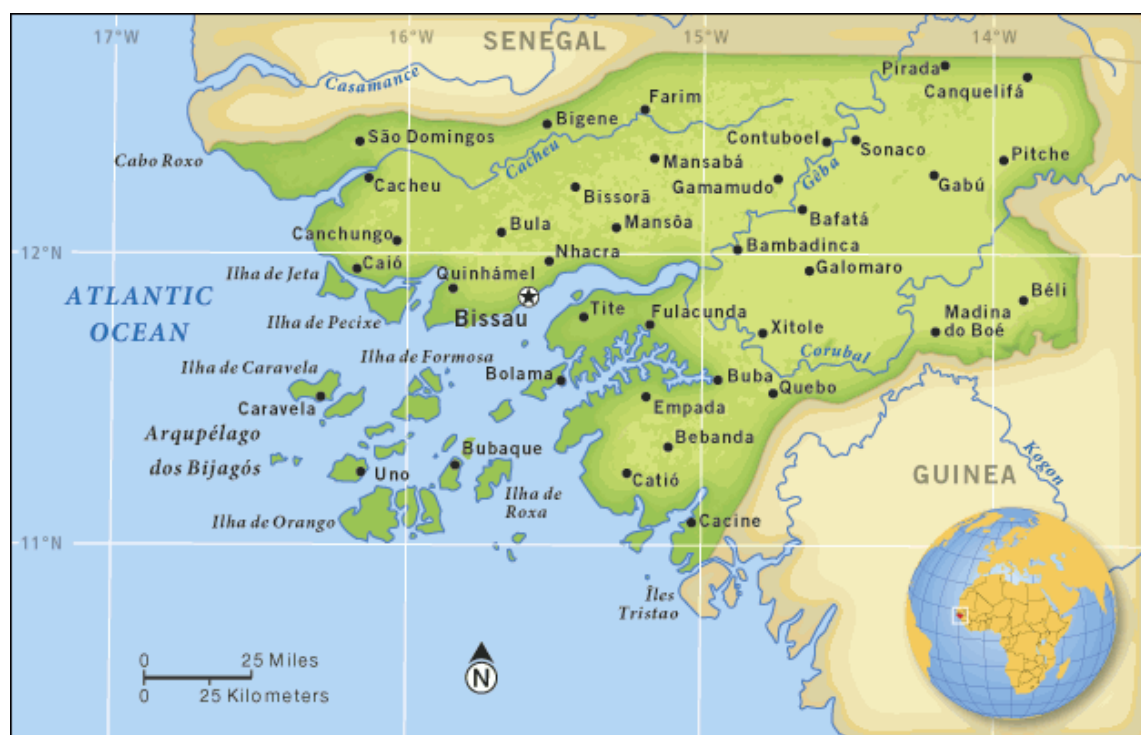 17°W
16°W
15°W
14°W
SENEGAL
Casamance
Pirada
Canquelifá
Farim
Bigene
São Domingos
Cacheu
Contuboel
Sonaco
Pitche
Cabo Roxo
Mansabá
Gêba
Cacheu
Bissorã
Gamamudo
Gabú
Bafatá
Bula
Mansôa
Canchungo
Bambadinca
12°N
Nhacra
Caió
Galomaro
Ilha de Jeta
Quinhámel
ATLANTIC
OCEAN
Béli
Tite
Fulacunda
Madina
do Boé
Ilha de Pecixe
Bissau
Xitole
Corubal
Ilha de Formosa
Ilha de Caravela
Bolama
Buba
Quebo
Caravela
Empada
Arqupélago
dos Bijagós
Bebanda
Bubaque
Kogon
Uno
Catió
GUINEA
Ilha de
Roxa
Ilha de Orango
Cacine
11°N
Îles
Tristao
0
25 Miles
0
25 Kilometers
N